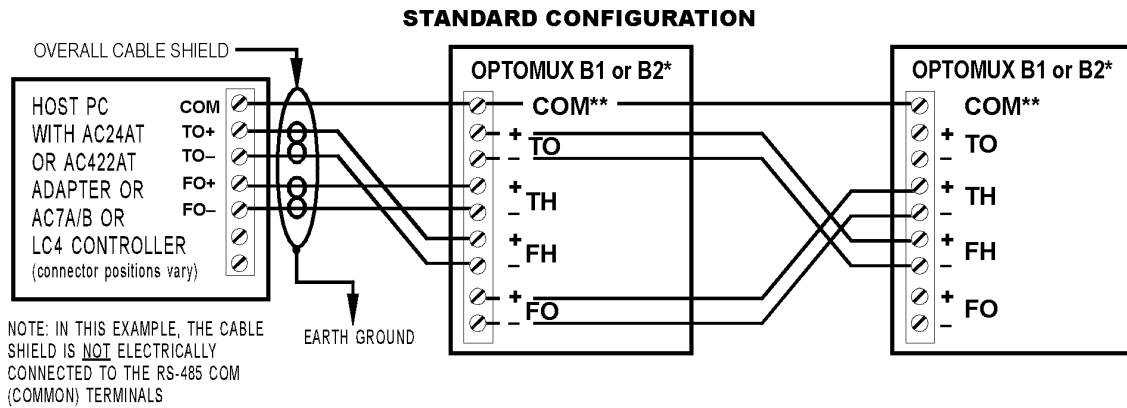 STANDARD CONFIGURATION
OVERALL CABLE SHIELD
HOST PC
WITH AC24AT
OR AC422AT
ADAPTER OR
AC7A/B OR
LC4 CONTROLLER
(connector positions vary)
COM
TO+
TO–
FO+
FO–
EARTH GROUND
NOTE: IN THIS EXAMPLE, THE CABLE
SHIELD IS NOT ELECTRICALLY
CONNECTED TO THE RS-485 COM
(COMMON) TERMINALS
OPTOMUX B1 or B2*
COM**
+
TO
–
+
TH
–
+
FH
–
+
FO
–
OPTOMUX B1 or B2*
COM**
+
TO
–
+
TH
–
+
FH
–
+
FO
–